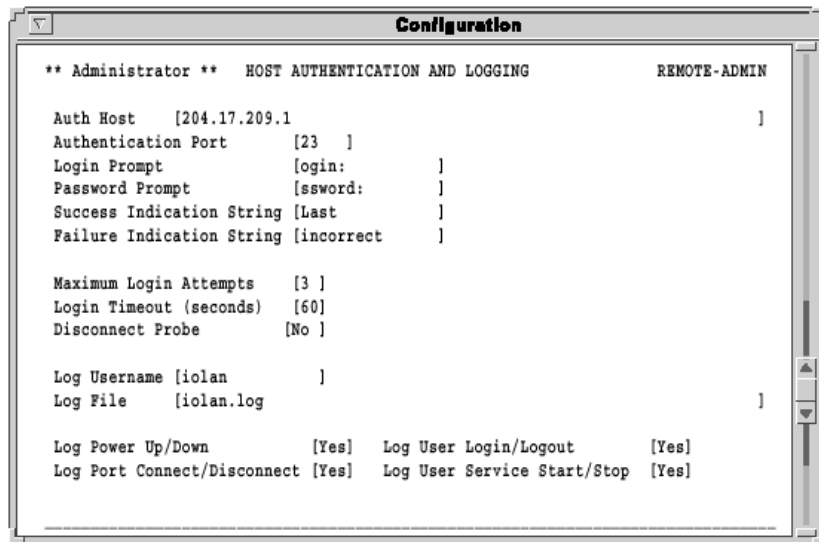 Configuration
** Administrator ** HOST AUTHENTICATION AND LOGGING REMOTE-ADMIN
Auth Host [204.17.209.1 ]
Authentication Port [23 ]
Login Prompt [ogin: ]
Password Prompt [ssword: ]
Success Indication String [Last ]
Failure Indication String [incorrect ]
Maximum Login Attempts [3 ]
Login Timeout (seconds) [60]
Disconnect Probe [No ]
Log Username [iolan ]
Log File [iolan.log ]
Log Power Up/Down [Yes] Log User Login/Logout [Yes]
Log Port Connect/Disconnect [Yes] Log User Service Start/Stop [Yes]